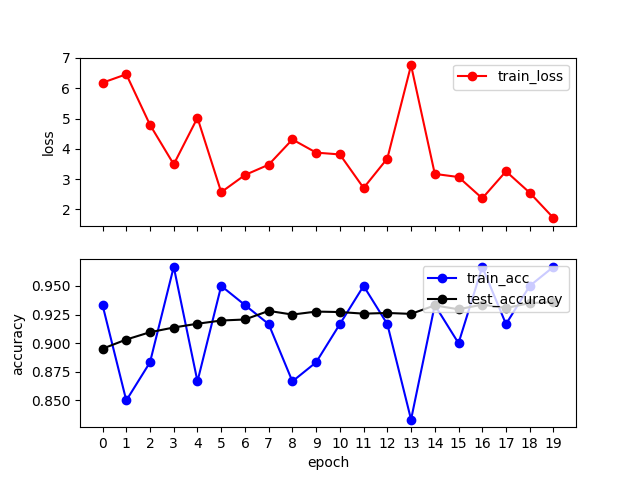 7
6
5
4
3
2
loss
train_loss
0.950
0.925
0.900
0.875
0.850
accuracy
train_acc
test_accuracy
0 1 2 3 4 5 6 7 8 9 10 11 12 13 14 15 16 17 18 19
epoch